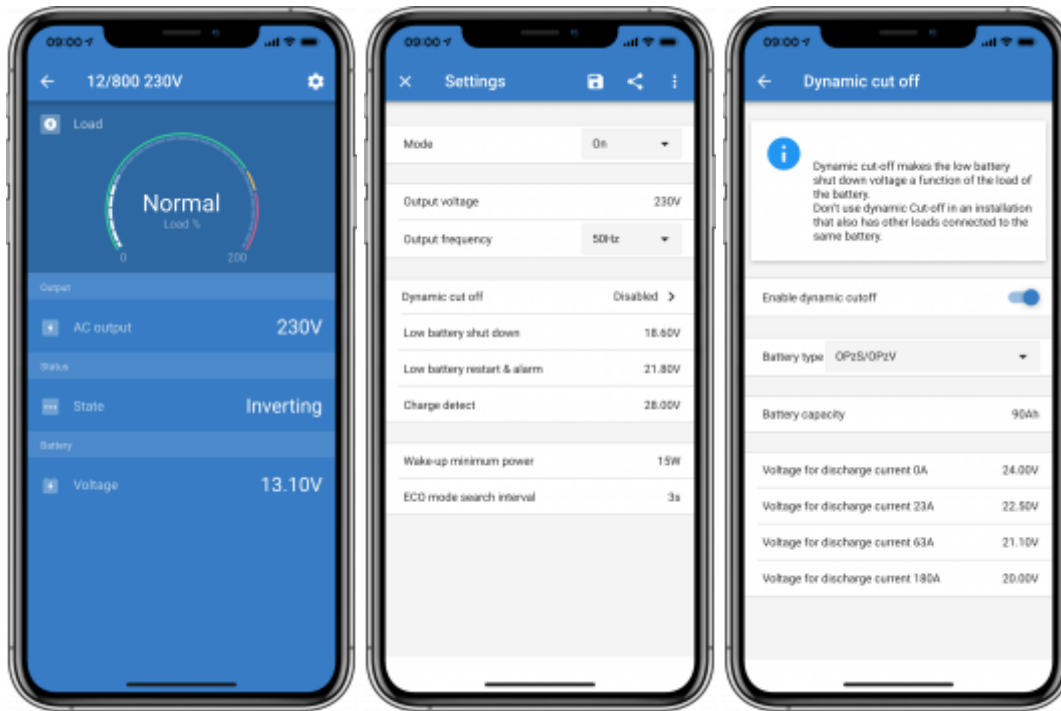 09:00
12/800 230V
Load
Normal
Load %
0
200
Output
AC output
230V
Status
State
Inverting
Battery
Voltage
13.10V
09:00
Settings
Mode
On
Output voltage
230V
Output frequency
50Hz
Dynamic cut off
Disabled
Low battery shut down
18.60V
Low battery restart & alarm
21.80V
Charge detect
28.00V
Wake-up minimum power
15W
ECO mode search interval
3s
09:00
Dynamic cut off
Dynamic cut-off makes the low battery
shut down voltage a function of the load of
the battery.
Don't use dynamic Cut-off in an installation
that also has other loads connected to the
same battery.
Enable dynamic cutoff
Battery type
OPzS/OPzV
Battery capacity
90Ah
Voltage for discharge current 0A
24.00V
Voltage for discharge current 23A
22.50V
Voltage for discharge current 63A
21.10V
Voltage for discharge current 180A
20.00V